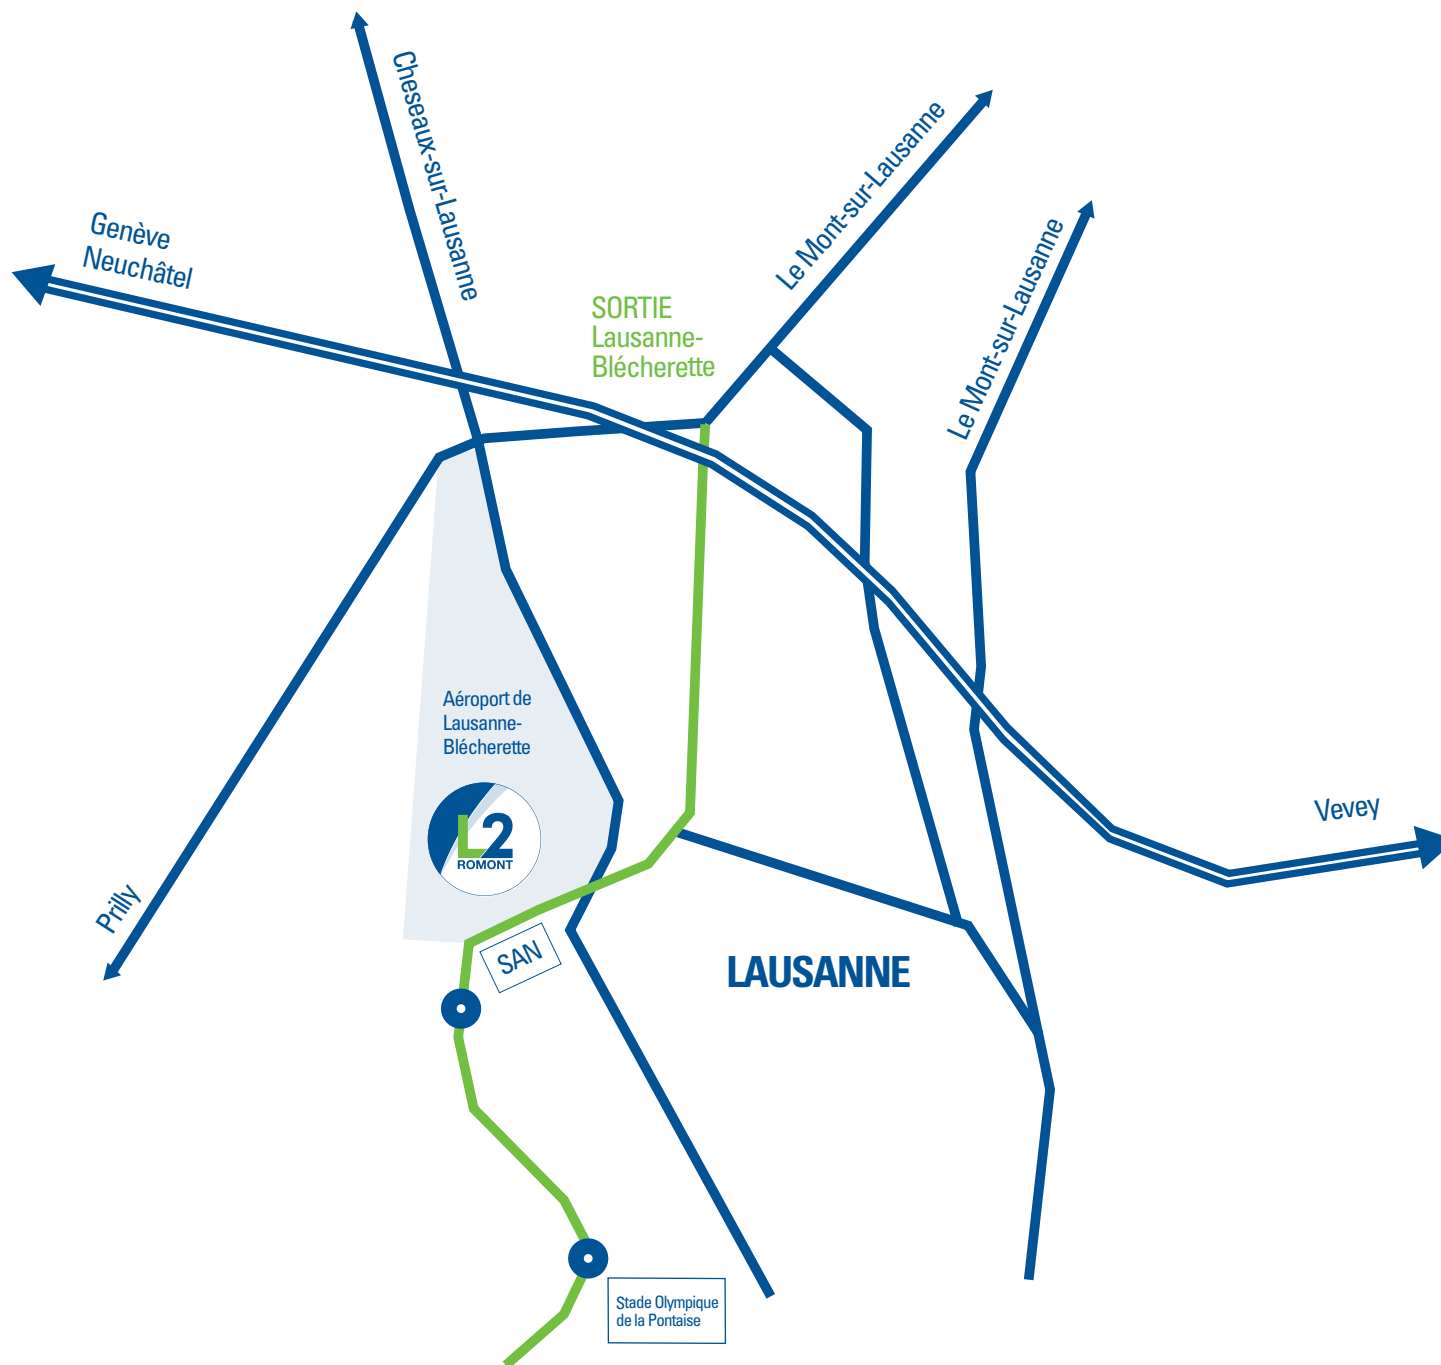 Cheseaux-sur-Lausanne
Le Mont-sur-Lausanne
Genève
Neuchâtel
Le Mont-sur-Lausanne
SORTIE
Lausanne-
Blécherette
Aéroport de
Lausanne-
Blécherette
L2
ROMONT
Vevey
Prilly
SAN
LAUSANNE
Stade Olympique
de la Pontaise